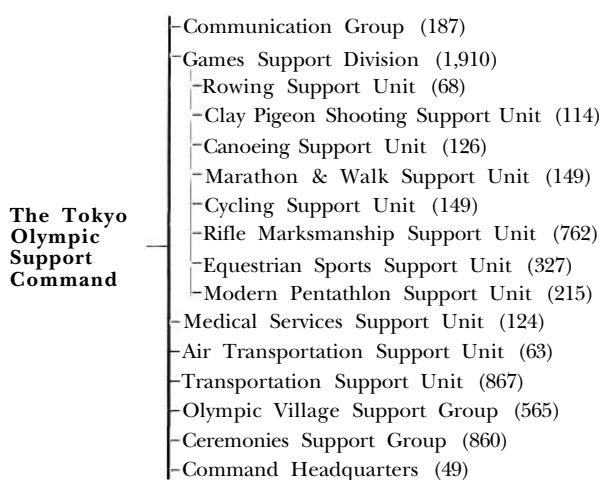 Communication Group (187)
Games Support Division (1,910)
Rowing Support Unit (68)
Clay Pigeon Shooting Support Unit (114)
Canoeing Support Unit (126)
Marathon & Walk Support Unit (149)
Cycling Support Unit (149)
Rifle Marksmanship Support Unit (762)
Equestrian Sports Support Unit (327)
Modern Pentathlon Support Unit (215)
Medical Services Support Unit (124)
Air Transportation Support Unit (63)
Transportation Support Unit (867)
Olympic Village Support Group (565)
Ceremonies Support Group (860)
Command Headquarters (49)
The Tokyo
Olympic
Support
Command